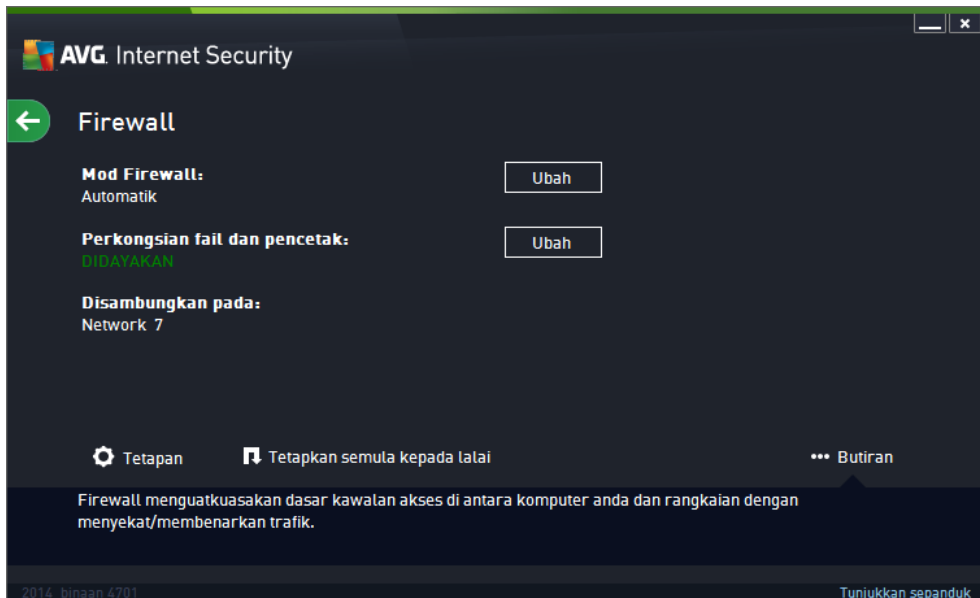 AVG. Internet Security
Firewall
Mod Firewall:
Automatik
Ubah
Perkongsian fail dan pencetak:
DIDAYAKAN
Ubah
Disambungkan pada:
Network 7
Tetapan
Tetapkan semula kepada lalai
Butiran
Firewall menguatkuasakan dasar kawalan akses di antara komputer anda dan rangkaian dengan
menyekat/membenarkan trafik.
2014 binaan 4701
Tunjukkan sepanduk